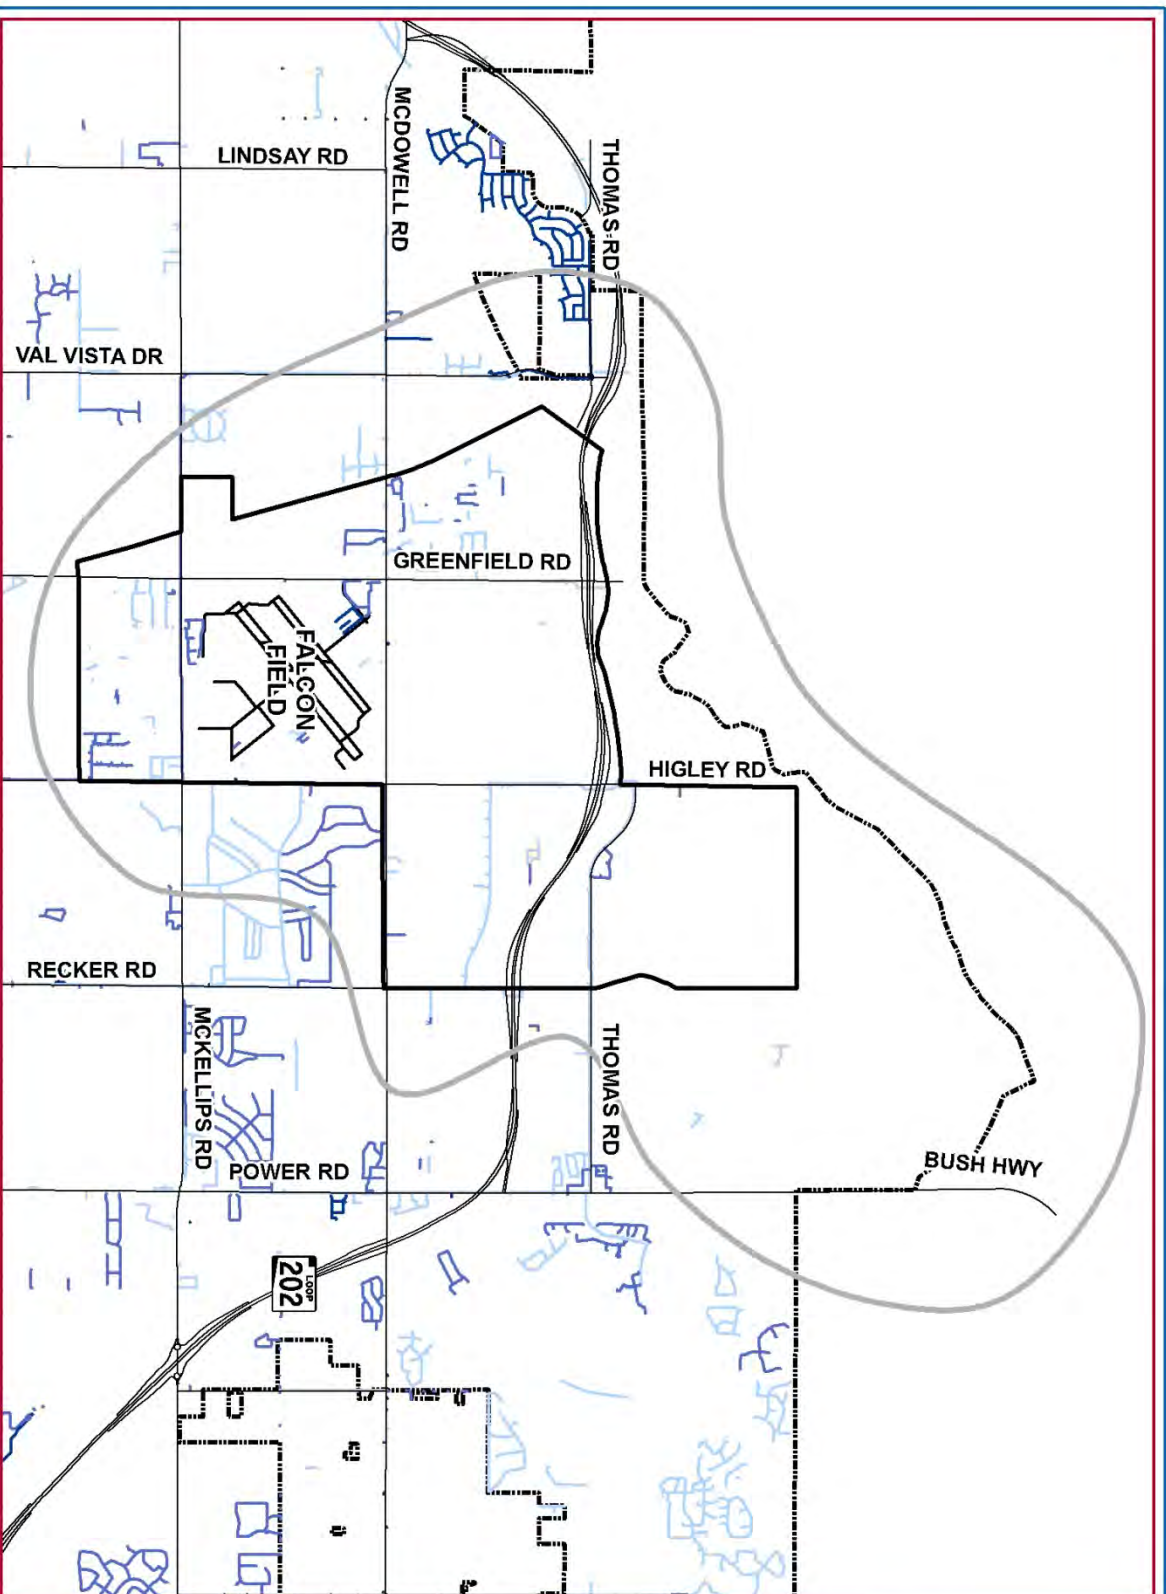 MCDOWELL RD
THOMAS RD
LINDSAY RD
VAL VISTA DR
GREENFIELD RD
FALCON
FIELD
HIGLEY RD
RECKER RD
MCKELLIPS RD
THOMAS RD
POWER RD
BUSH HWY
LOOP
202